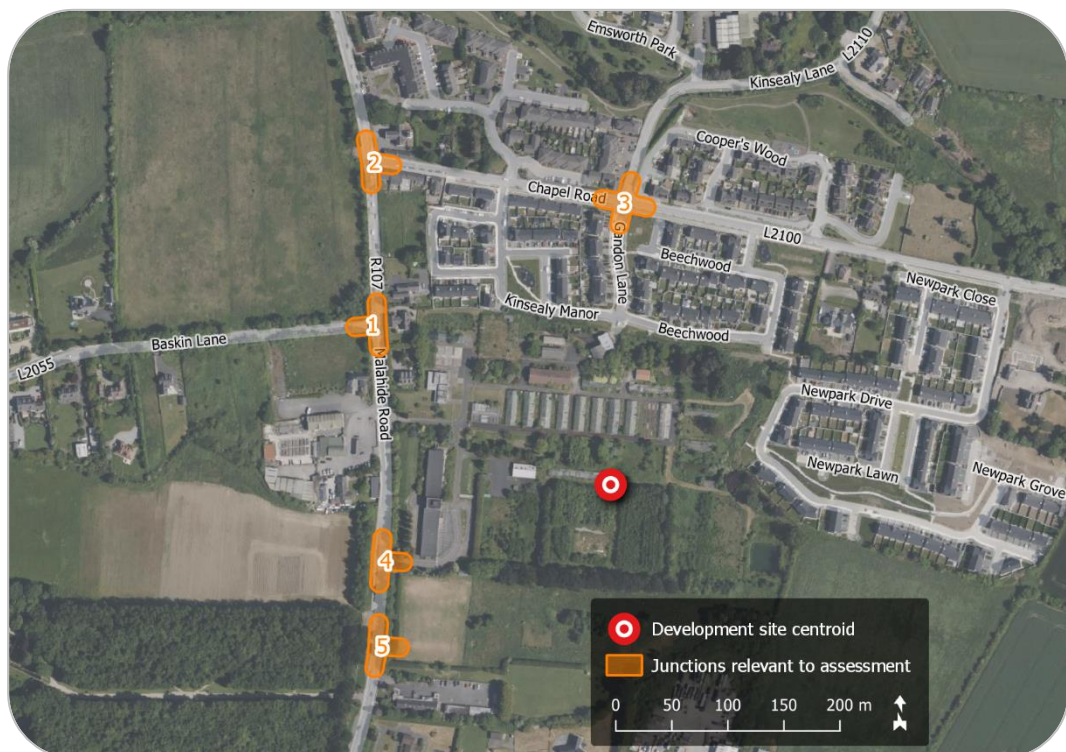 Emsworth Park
L2110
Kinsealy Lane
Cooper's Wood
2
Chapel Road
3
L2100
Gandon Lane
R107
Beechwood
Newpark Close
Kinsealy Manor
Beechwood
1
Baskin Lane
L2055
Malahide Road
Newpark Drive
Newpark Lawn
Newpark Grove
4
5
Development site centroid
Junctions relevant to assessment
0 50 100 150 200 m